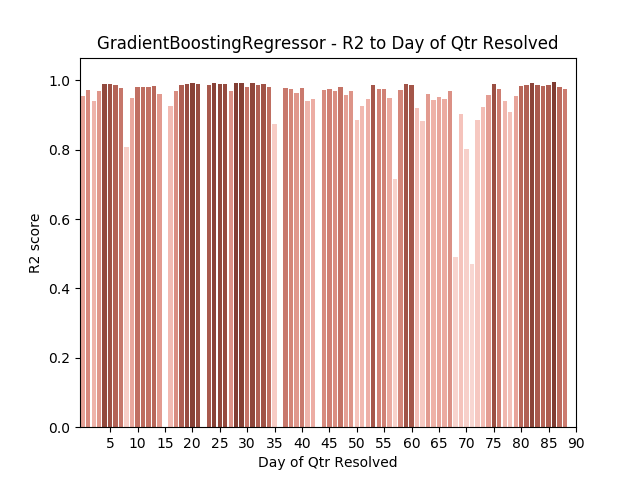 GradientBoostingRegressor - R2 to Day of Qtr Resolved
1.0
0.8
0.6
0.4
0.2
0.0
R2 score
5 10 15 20 25 30 35 40 45 50 55 60 65 70 75 80 85 90
Day of Qtr Resolved